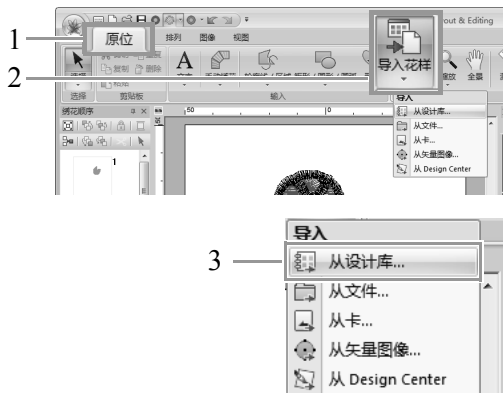 out & Editing
1
原位
排列 图像 视图
2
复制 删除
导入花样
缩放 全景
选择 剪贴板 输入
导入
绣花顺序
50 0
从设计库...
从文件...
从卡...
从矢量图像...
从 Design Center
1
导入
3
从设计库...
从文件...
从卡...
从矢量图像...
从 Design Center